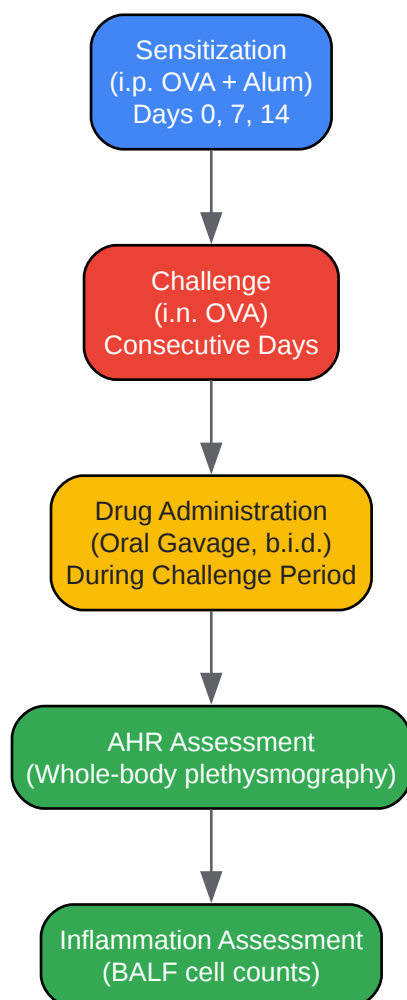 Sensitization
(i.p. OVA + Alum)
Days 0, 7, 14
Challenge
(i.n. OVA)
Consecutive Days
Drug Administration
(Oral Gavage, b.i.d.)
During Challenge Period
AHR Assessment
(Whole-body plethysmography)
Inflammation Assessment
(BALF cell counts)